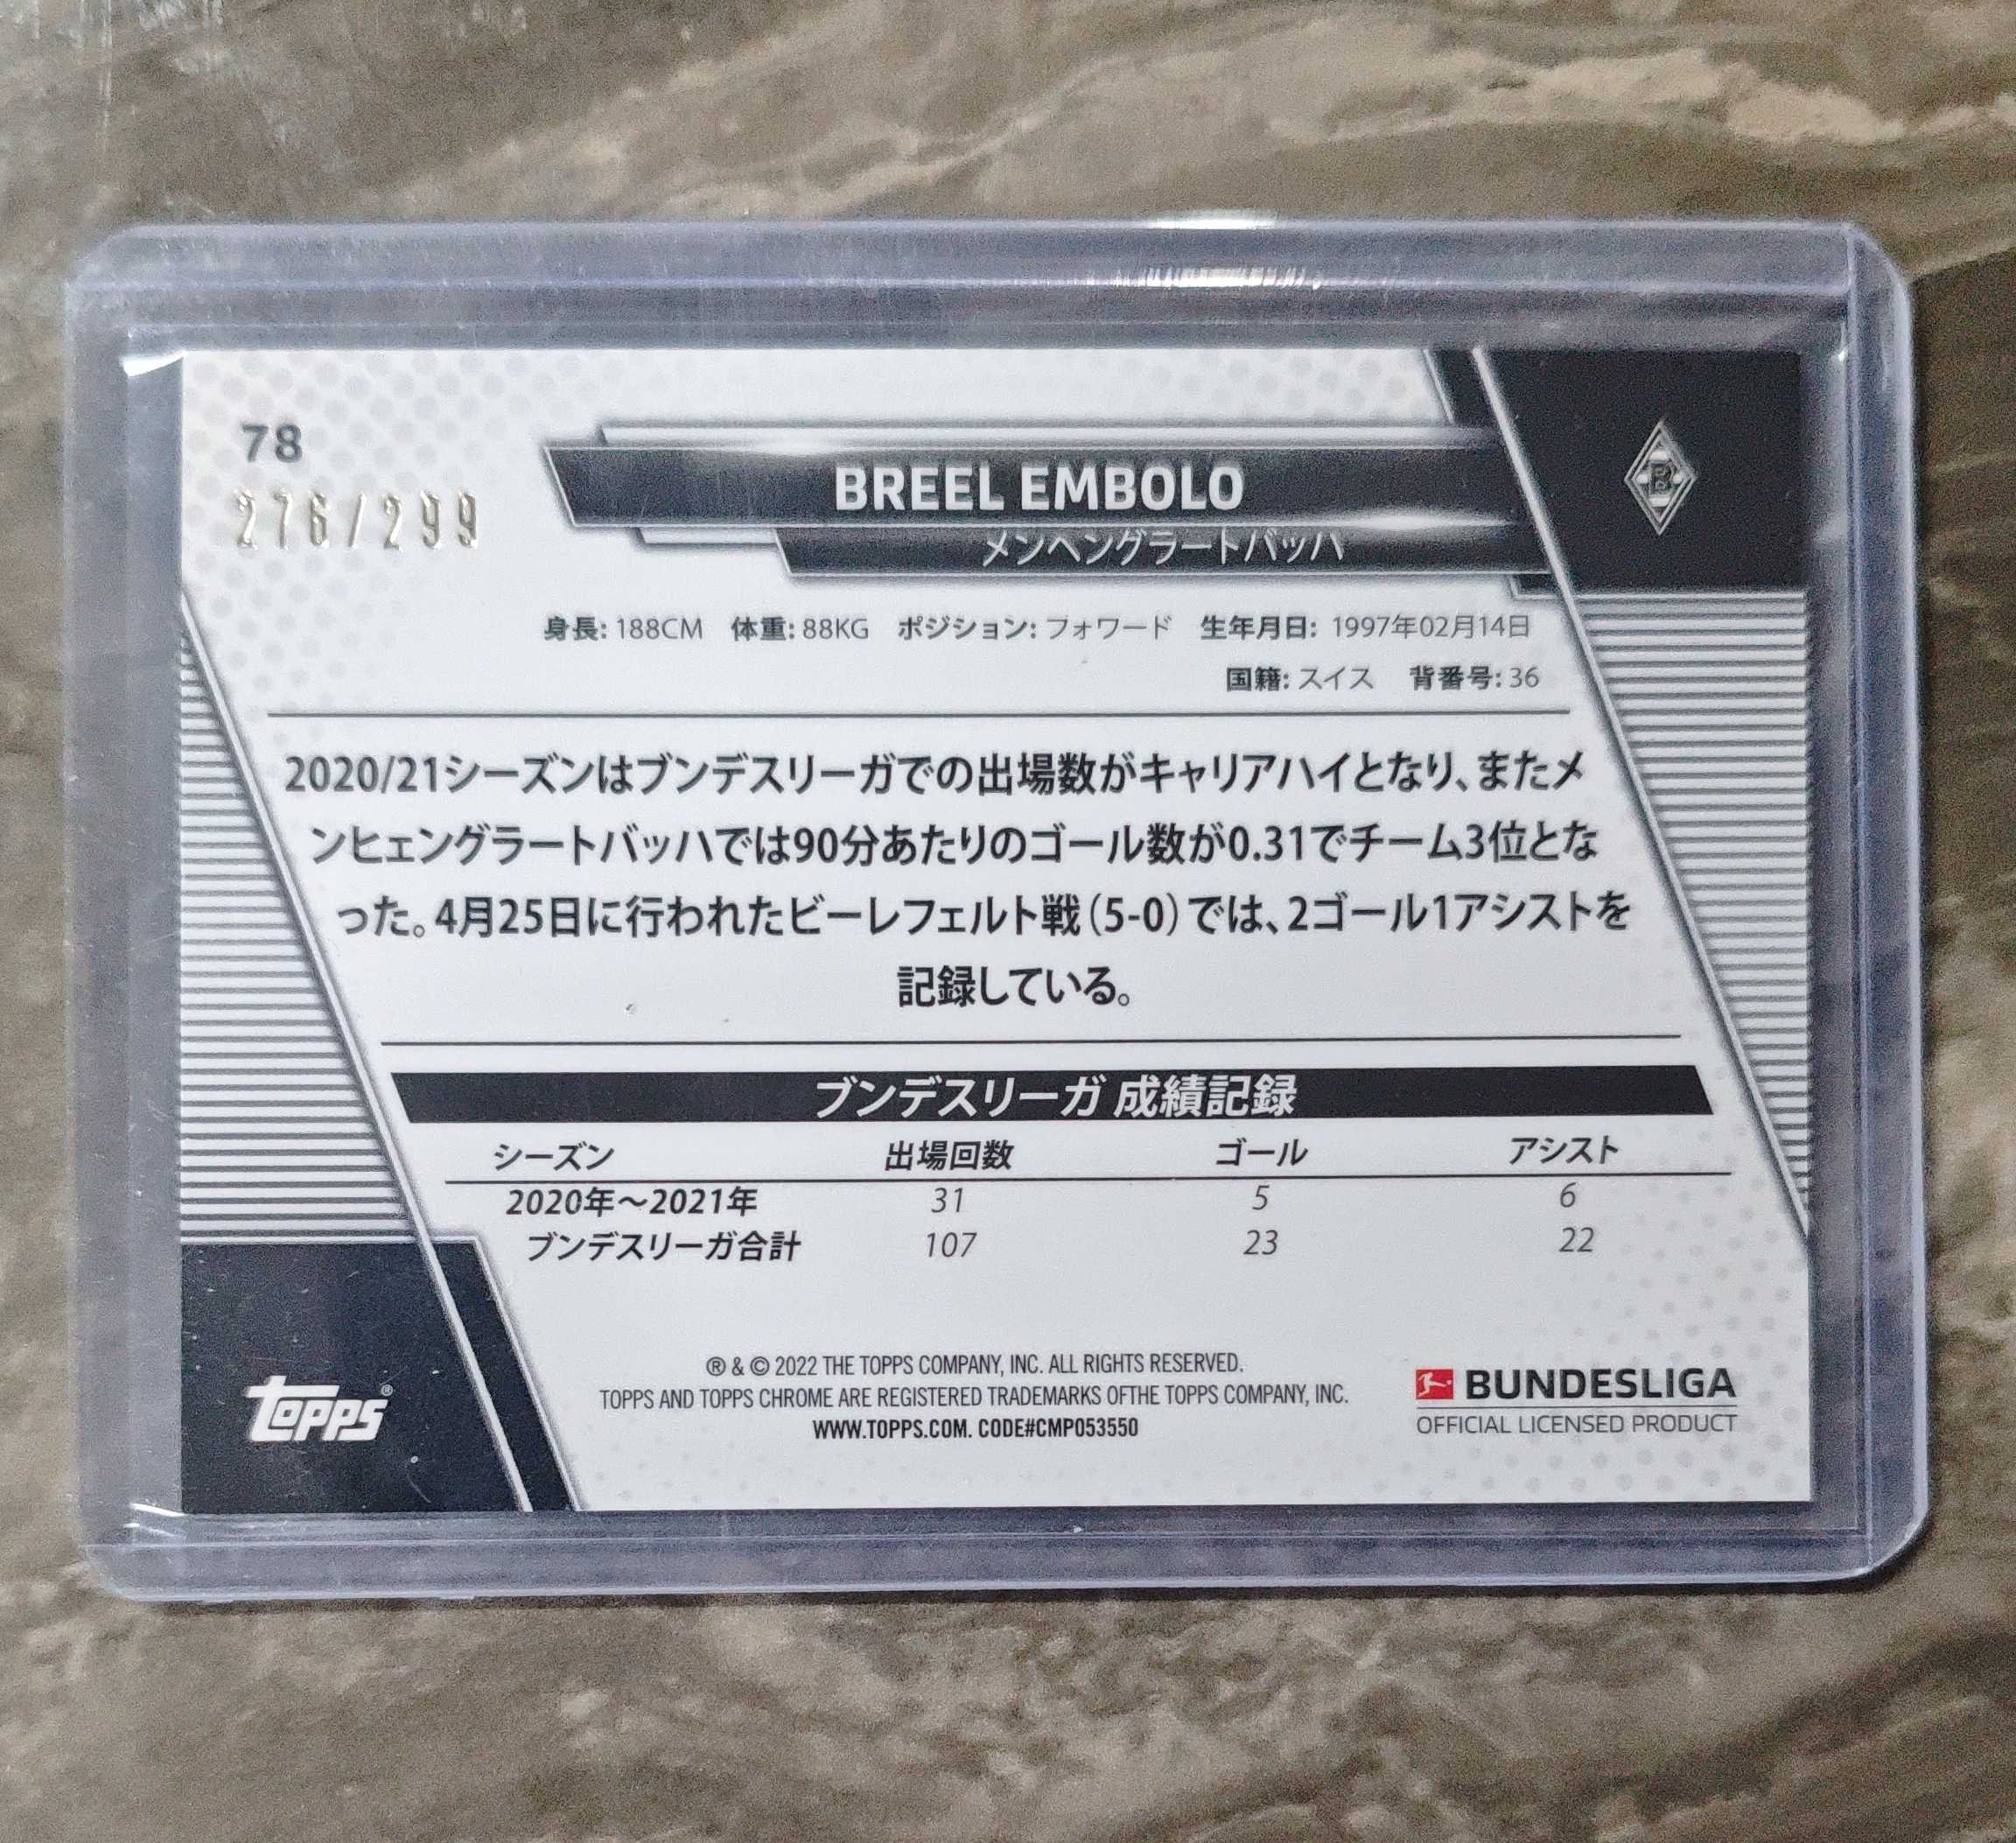 78
276/299
BREEL EMBOLO
メンヘングラートバッハ
身長: 188CM 体重: 88KG ポジション: フォワード 生年月日: 1997年02月14日
国籍: スイス 背番号: 36
2020/21シーズンはブンデスリーガでの出場数がキャリアハイとなり、またメ
ンヒェングラートバッハでは90分あたりのゴール数が0.31でチーム3位とな
った。4月25日に行われたビーレフェルト戦(5-0)では、2ゴール1アシストを
記録している。
ブンデスリーガ 成績記録
シーズン 出場回数 ゴール アシスト
2020年～2021年 31 5 6
ブンデスリーガ合計 107 23 22
® & © 2022 THE TOPPS COMPANY, INC. ALL RIGHTS RESERVED.
TOPPS AND TOPPS CHROME ARE REGISTERED TRADEMARKS OFTHE TOPPS COMPANY, INC.
WWW.TOPPS.COM. CODE#CMP053550
topps®
BUNDESLIGA
OFFICIAL LICENSED PRODUCT